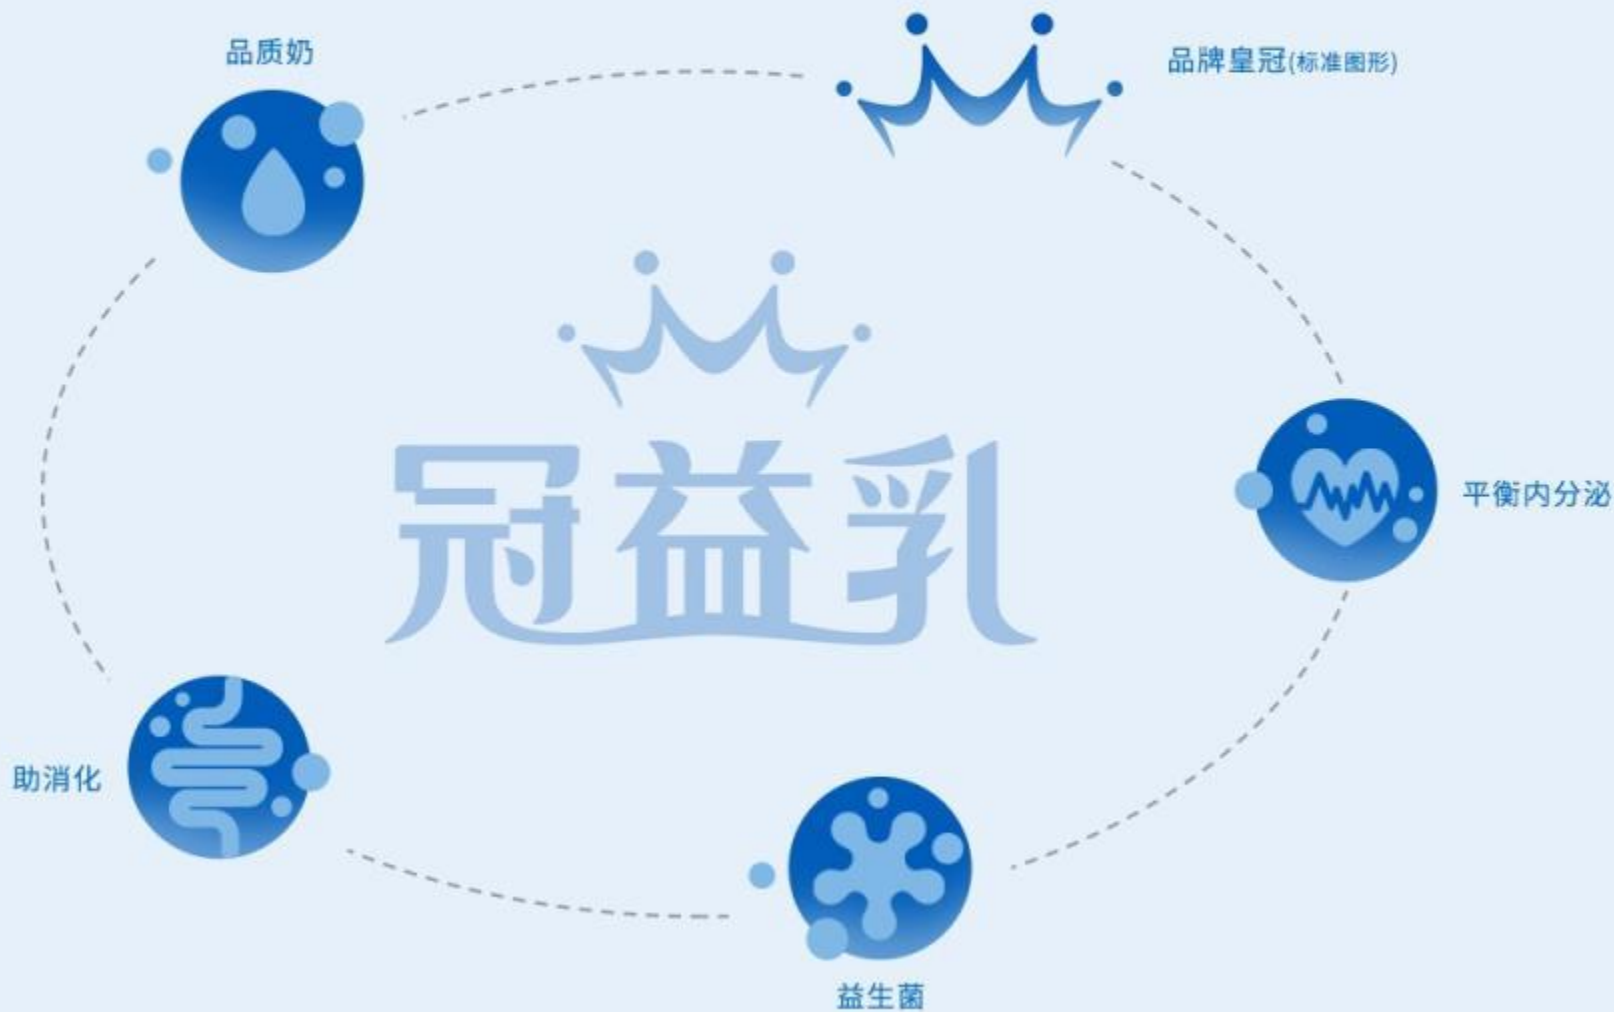 品质奶
品牌皇冠(标准图形)
冠益乳
平衡内分泌
助消化
益生菌